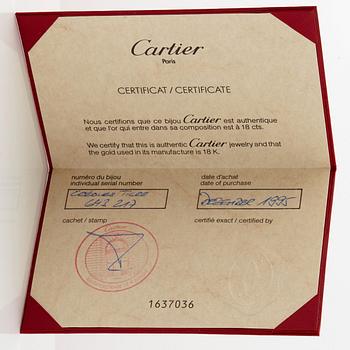 Cartier
Paris
CERTIFICAT / CERTIFICATE
Nous certifions que ce bijou Cartier est authentique
et que l'or qui entre dans sa composition est à 18 cts.
We certify that this is authentic Cartier jewelry and that
the gold used in its manufacture is 18 K.
numéro du bijou
individual serial number
date d'achat
date of purchase
DECEMBER 1995
cachet / stamp
certifié exact / certified by
1637036